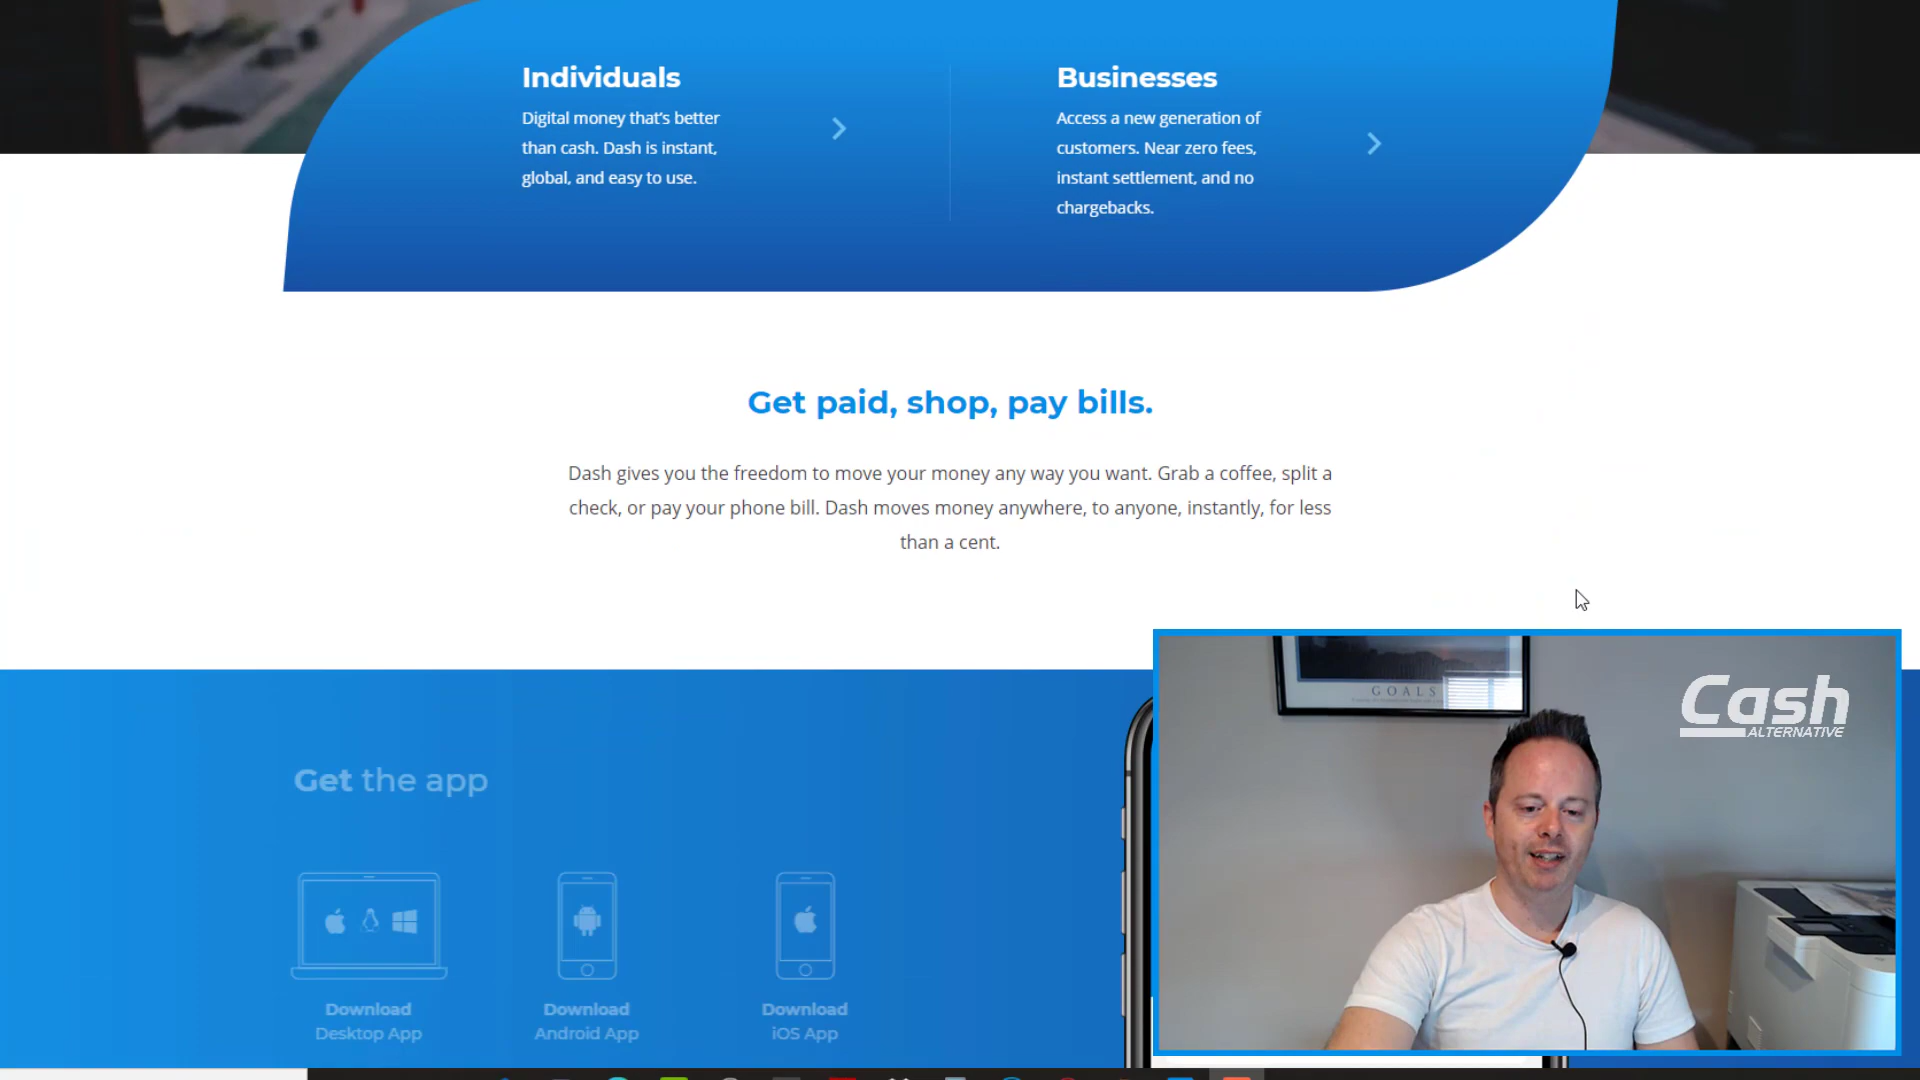 Individuals
Digital money that's better
than cash. Dash is instant,
global, and easy to use.
Businesses
Access a new generation of
customers. Near zero fees,
instant settlement, and no
chargebacks.
Get paid, shop, pay bills.
Dash gives you the freedom to move your money any way you want. Grab a coffee, split a
check, or pay your phone bill. Dash moves money anywhere, to anyone, instantly, for less
than a cent.
Get the app
Download
Desktop App
Download
Android App
Download
iOS App
GOALS
Cash
ALTERNATIVE